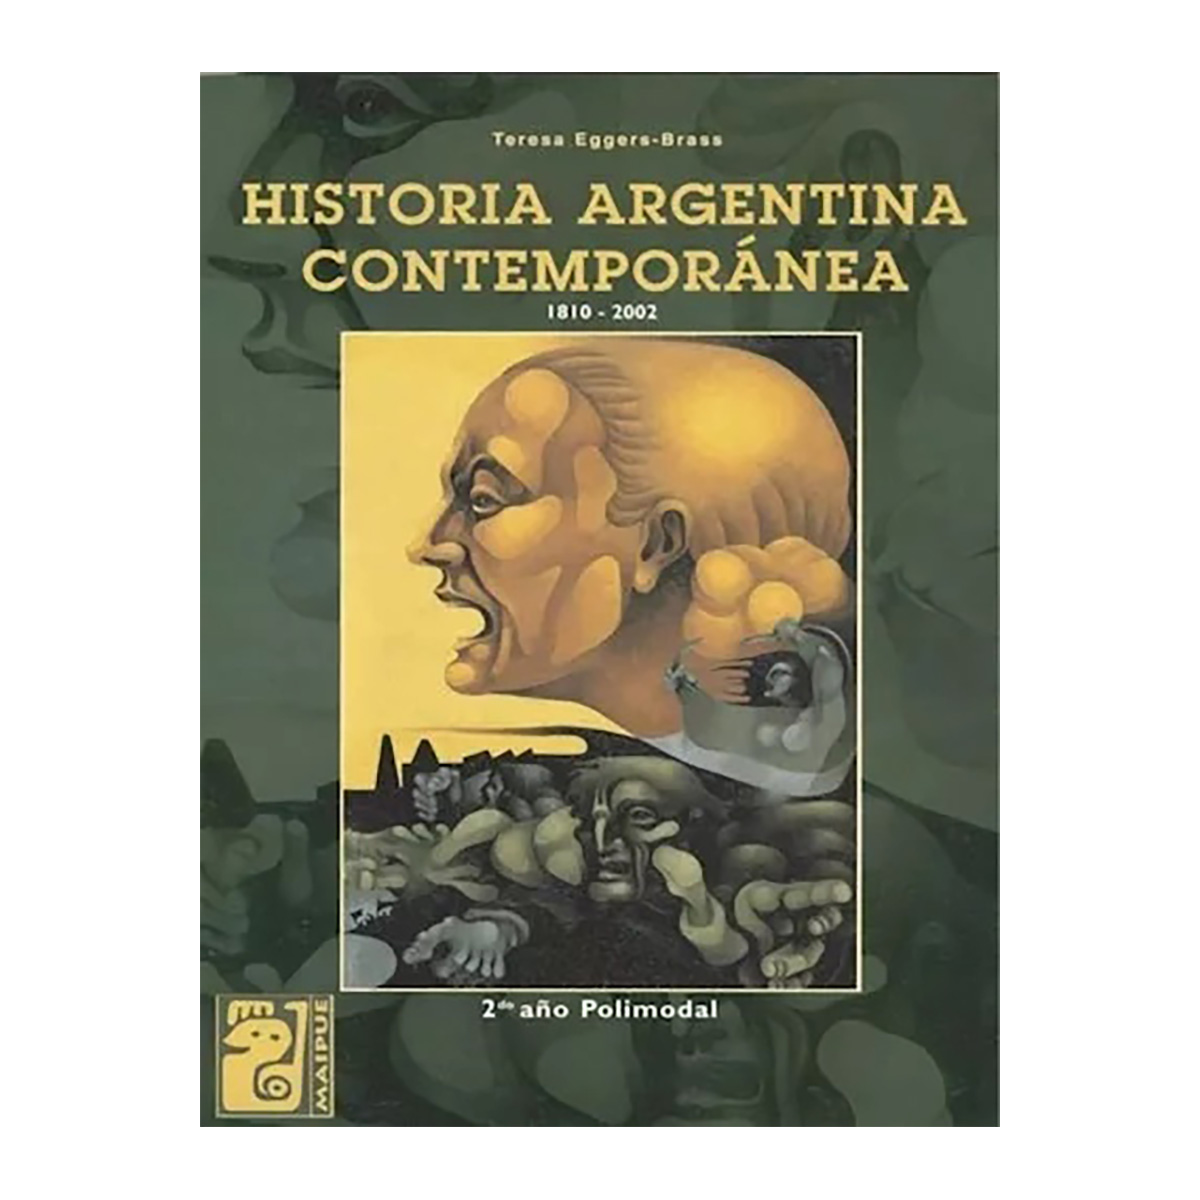 Teresa Eggers-Brass
HISTORIA ARGENTINA
CONTEMPORÁNEA
1810 - 2002
2do año Polimodal
MAIPUE